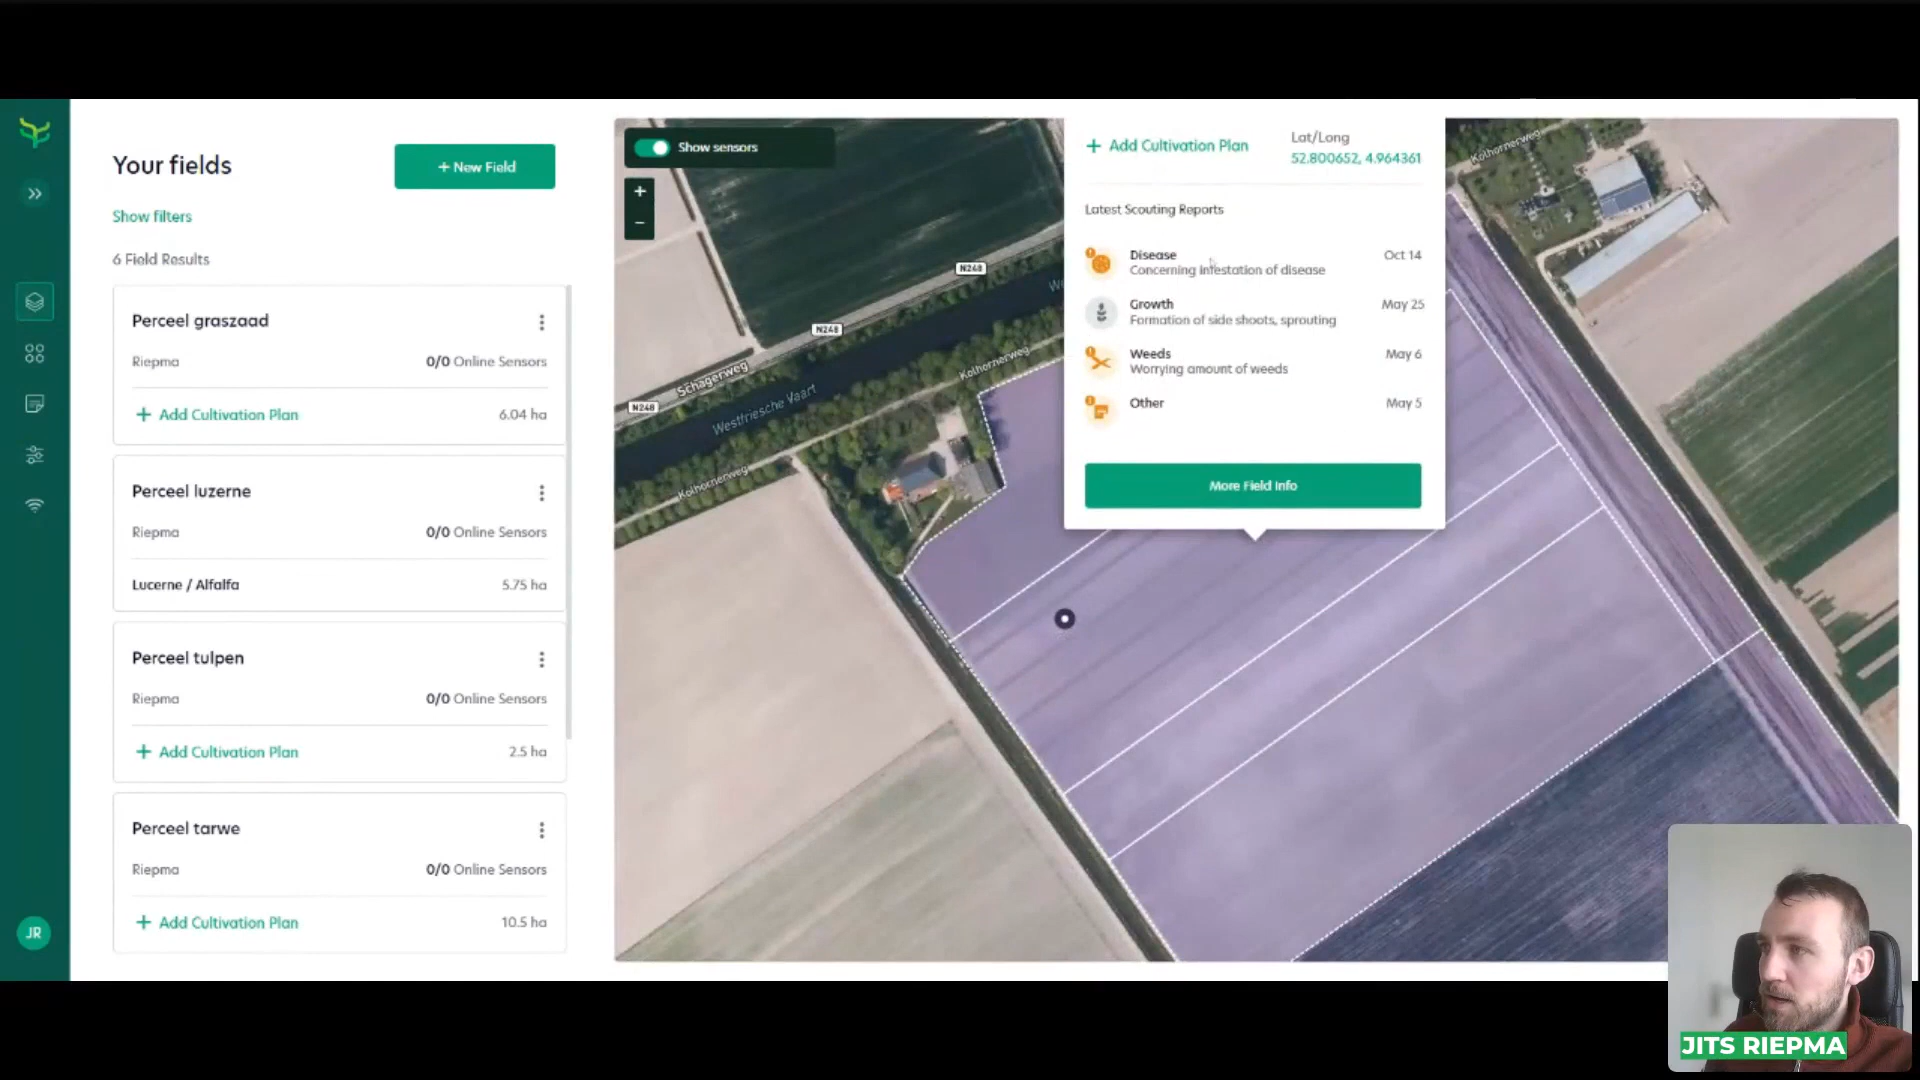 Your fields
+ New Field
Show filters
6 Field Results
Perceel graszaad
Riepma
0/0 Online Sensors
+ Add Cultivation Plan
6.04 ha
Perceel luzerne
Riepma
0/0 Online Sensors
Lucerne / Alfalfa
5.75 ha
Perceel tulpen
Riepma
0/0 Online Sensors
+ Add Cultivation Plan
2.5 ha
Perceel tarwe
Riepma
0/0 Online Sensors
+ Add Cultivation Plan
10.5 ha
JR
Show sensors
+
−
+ Add Cultivation Plan
Lat/Long
52.800652, 4.964361
Latest Scouting Reports
Disease
Oct 14
Concerning infestation of disease
Growth
May 25
Formation of side shoots, sprouting
Weeds
May 6
Worrying amount of weeds
Other
May 5
More Field Info
N248
N248
N248
Schagerweg
Westfriesche Vaart
Kolhornerweg
Kolhornerweg
Kolhornerweg
JITS RIEPMA